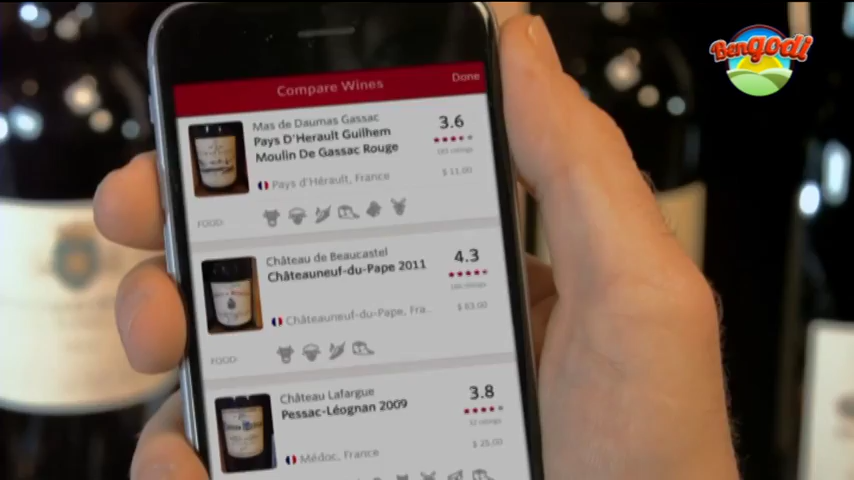 Bengodi
Compare Wines
Done
Mas de Daumas Gassac
Pays D'Herault Guilhem
Moulin De Gassac Rouge
3.6
Pays d'Hérault, France
$ 11.00
FOOD:
Château de Beaucastel
Châteauneuf-du-Pape 2011
4.3
Châteauneuf-du-Pape, Fra..
$ 83.00
FOOD:
Château Lafargue
Pessac-Léognan 2009
3.8
Médoc, France
$ 25.00